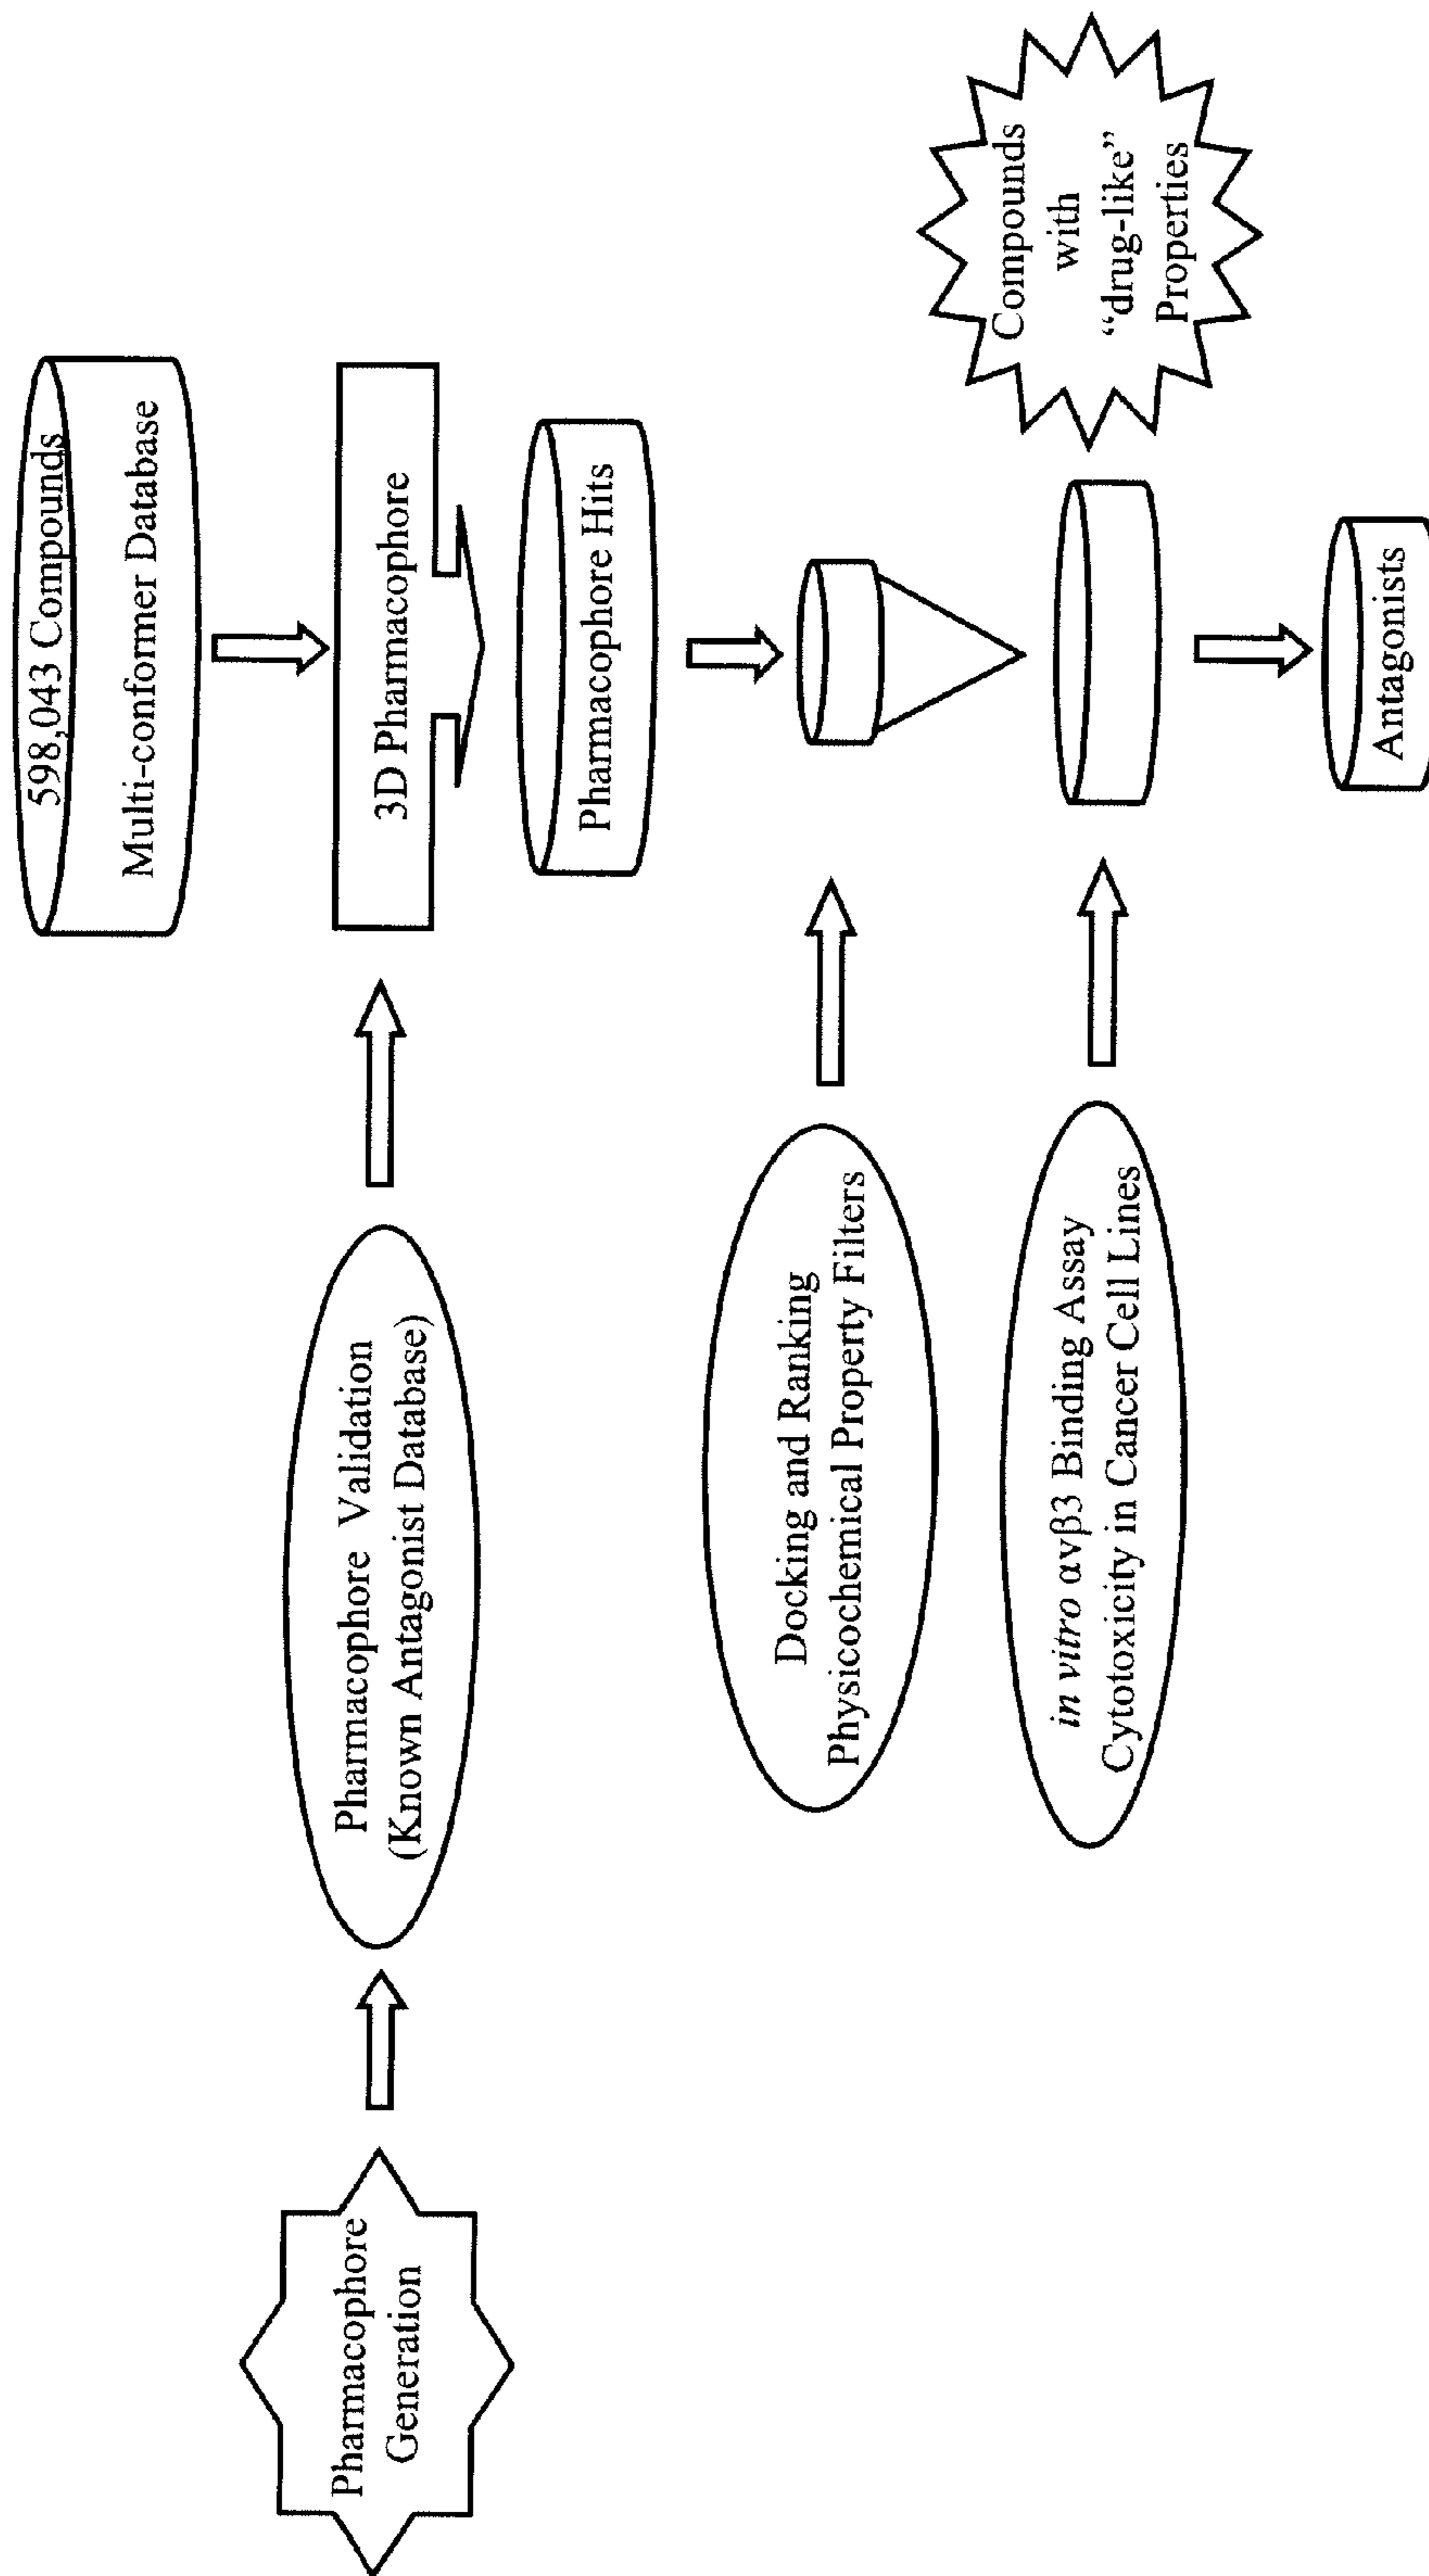 598,043 Compounds
Multi-conformer Database
Pharmacophore
Generation
Pharmacophore Validation
(Known Antagonist Database)
3D Pharmacophore
Pharmacophore Hits
Docking and Ranking
Physicochemical Property Filters
in vitro αvβ3 Binding Assay
Cytotoxicity in Cancer Cell Lines
Compounds
with
“drug-like”
Properties
Antagonists